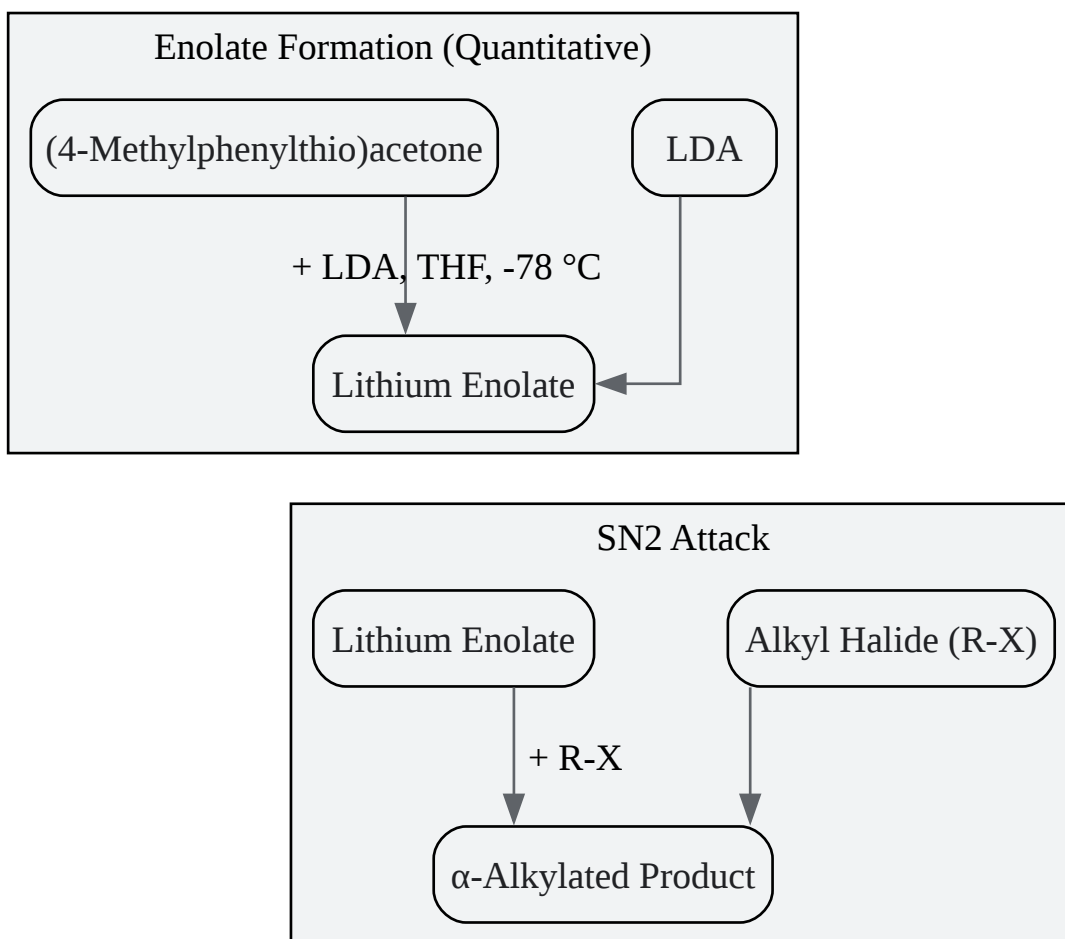 Enolate Formation (Quantitative)
(4-Methylphenylthio)acetone
LDA
+ LDA, THF, -78 °C
Lithium Enolate
SN2 Attack
Lithium Enolate
Alkyl Halide (R-X)
+ R-X
α-Alkylated Product